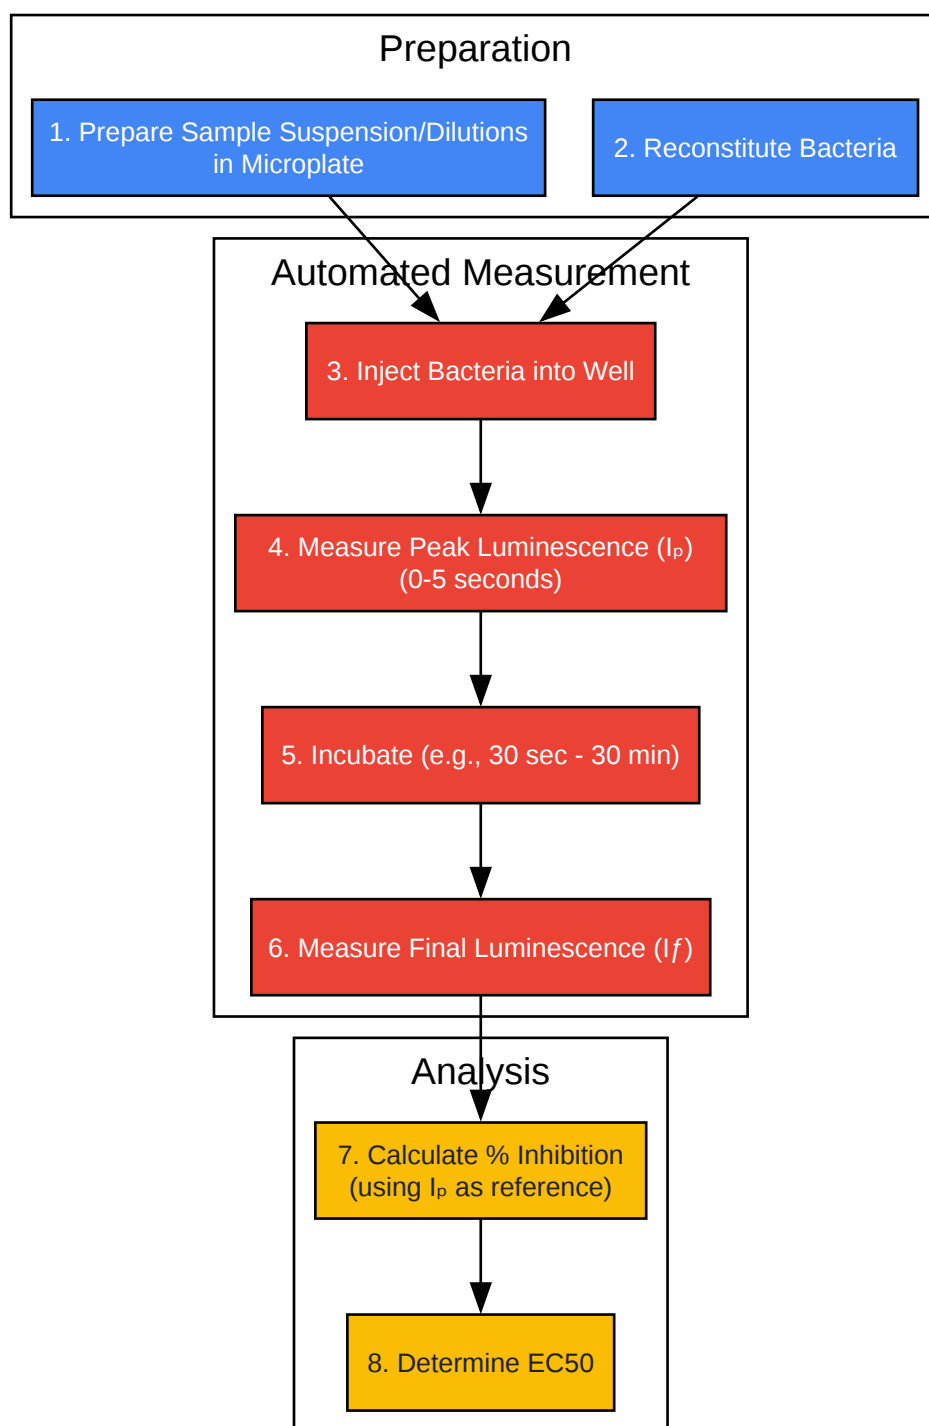 Preparation
1. Prepare Sample Suspension/Dilutions
in Microplate
2. Reconstitute Bacteria
Automated Measurement
3. Inject Bacteria into Well
4. Measure Peak Luminescence (Iₚ)
(0-5 seconds)
5. Incubate (e.g., 30 sec - 30 min)
6. Measure Final Luminescence (Iƒ)
Analysis
7. Calculate % Inhibition
(using Iₚ as reference)
8. Determine EC50